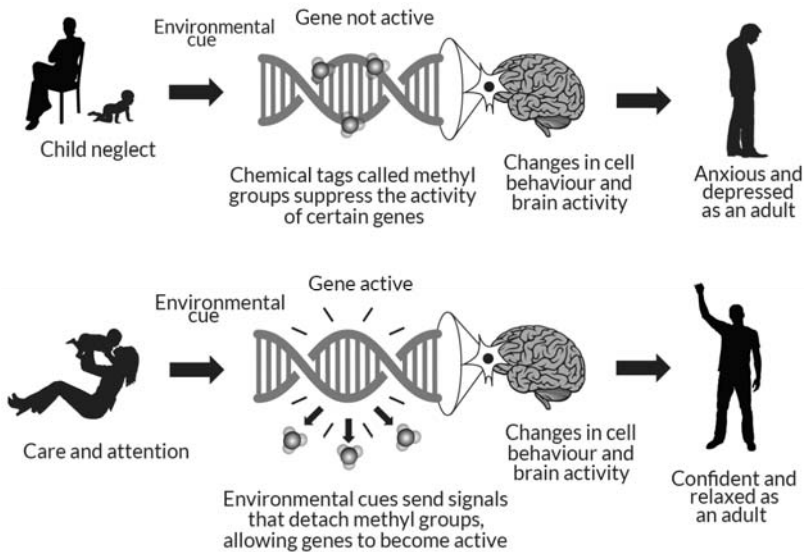 Environmental
cue
Gene not active
Child neglect
Chemical tags called methyl
groups suppress the activity
of certain genes
Changes in cell
behaviour and
brain activity
Anxious and
depressed
as an adult
Environmental
cue
Gene active
Care and attention
Environmental cues send signals
that detach methyl groups,
allowing genes to become active
Changes in cell
behaviour and
brain activity
Confident and
relaxed as
an adult